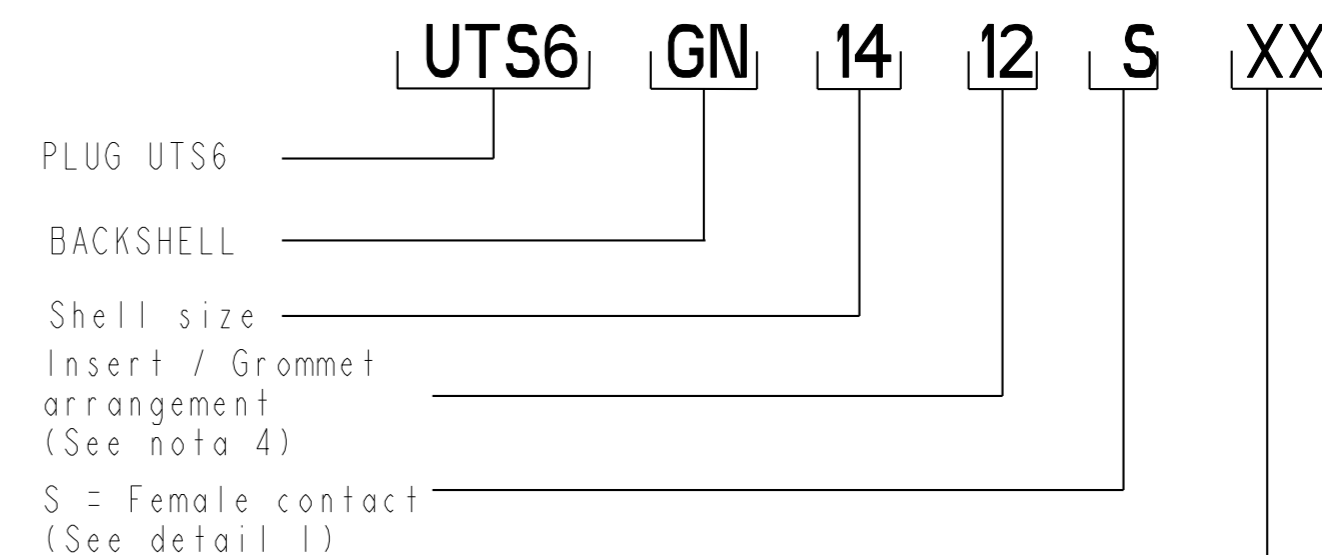 UTS6 GN 14 12 S XX
PLUG UTS6
BACKSHELL
Shell size
Insert / Grommet
arrangement
(See nota 4)
S = Female contact
(See detail 1)